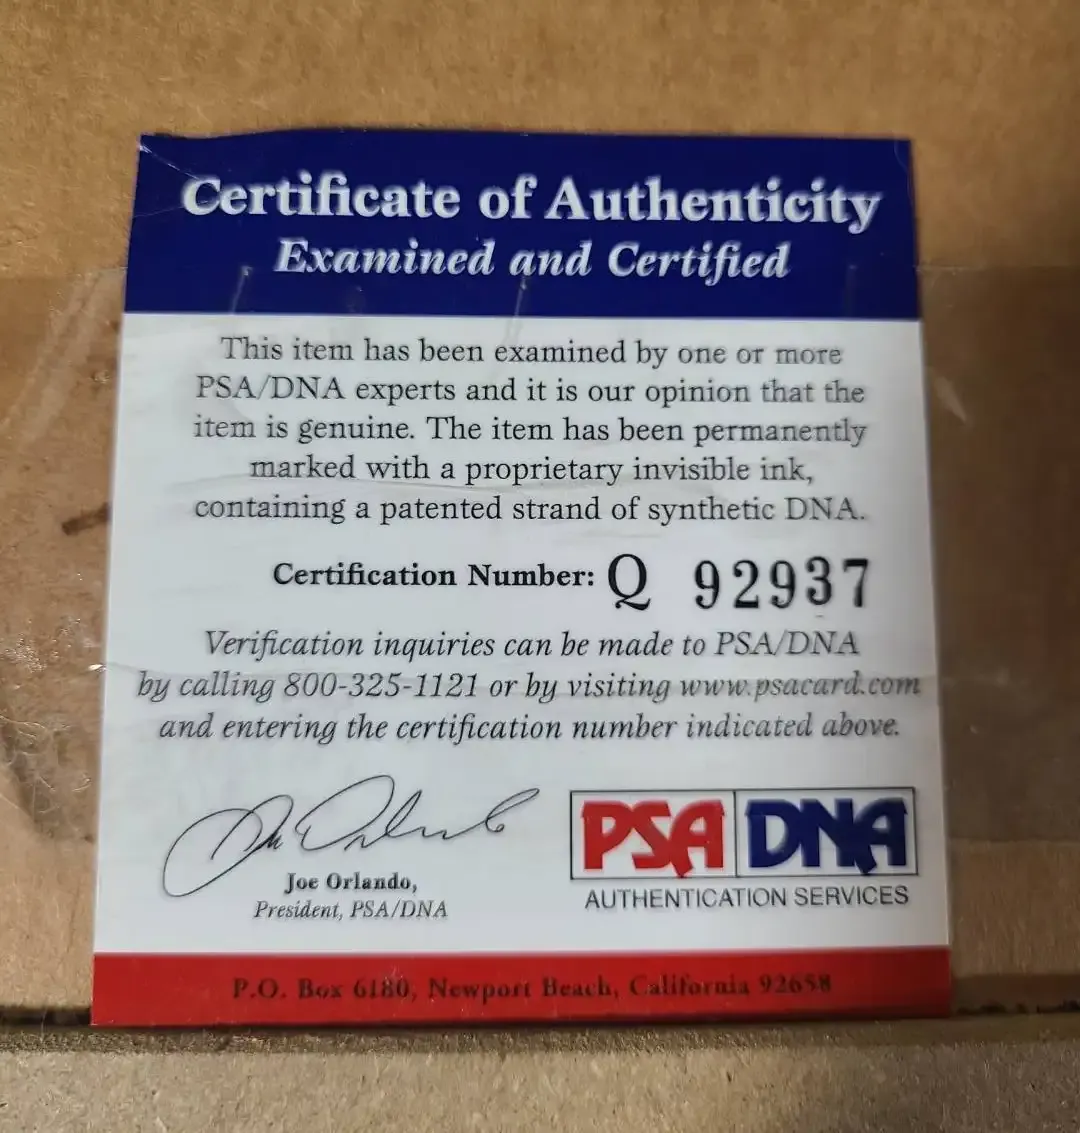 Certificate of Authenticity
Examined and Certified
This item has been examined by one or more
PSA/DNA experts and it is our opinion that the
item is genuine. The item has been permanently
marked with a proprietary invisible ink,
containing a patented strand of synthetic DNA.
Certification Number: Q 92937
Verification inquiries can be made to PSA/DNA
by calling 800-325-1121 or by visiting www.psacard.com
and entering the certification number indicated above.
Joe Orlando,
President, PSA/DNA
PSA DNA
AUTHENTICATION SERVICES
P.O. Box 6180, Newport Beach, California 92658